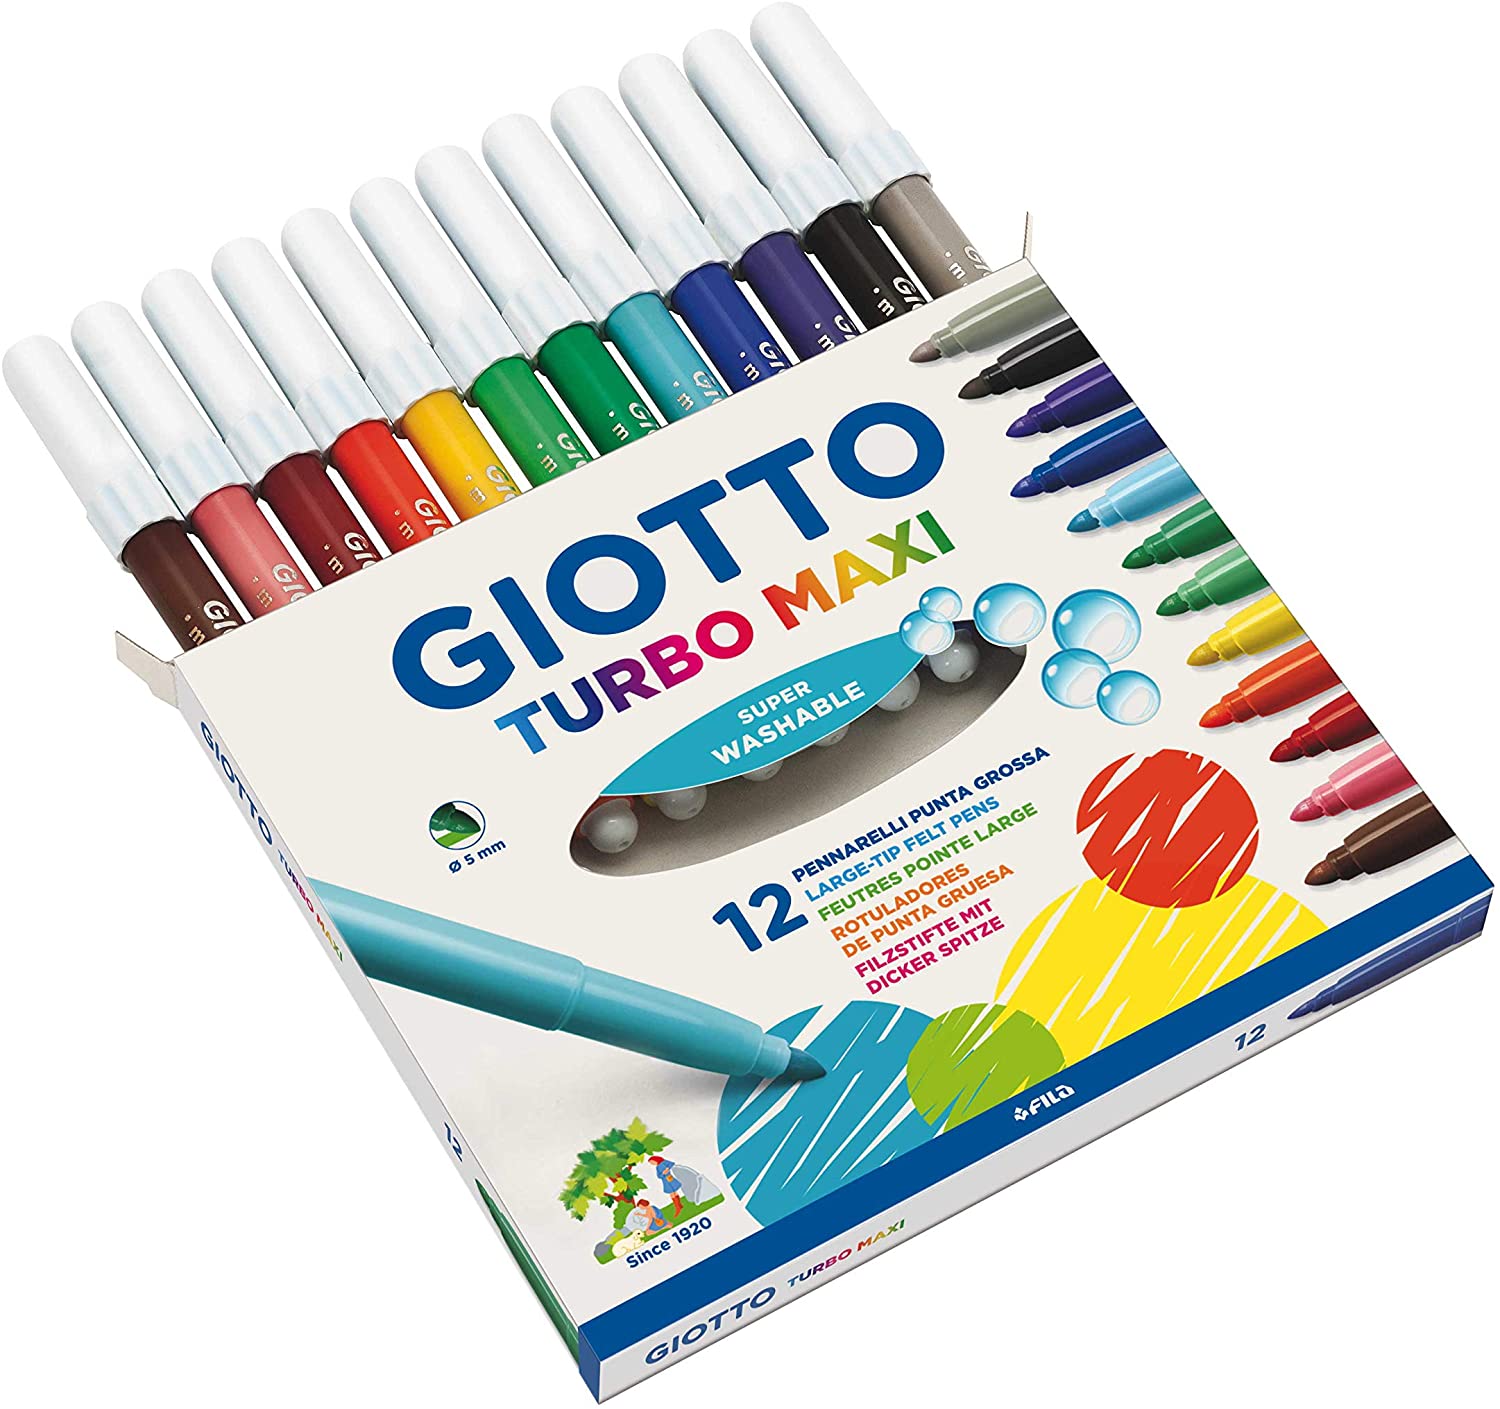 GIOTTO
TURBO MAXI
SUPER
WASHABLE
Ø 5 mm
12
PENNARELLI PUNTA GROSSA
LARGE-TIP FELT PENS
FEUTRES POINTE LARGE
ROTULADORES
DE PUNTA GRUESA
FILZSTIFTE MIT
DICKER SPITZE
Since 1920
FILA
12
GIOTTO TURBO MAXI
GIOTTO TURBO MAXI
12